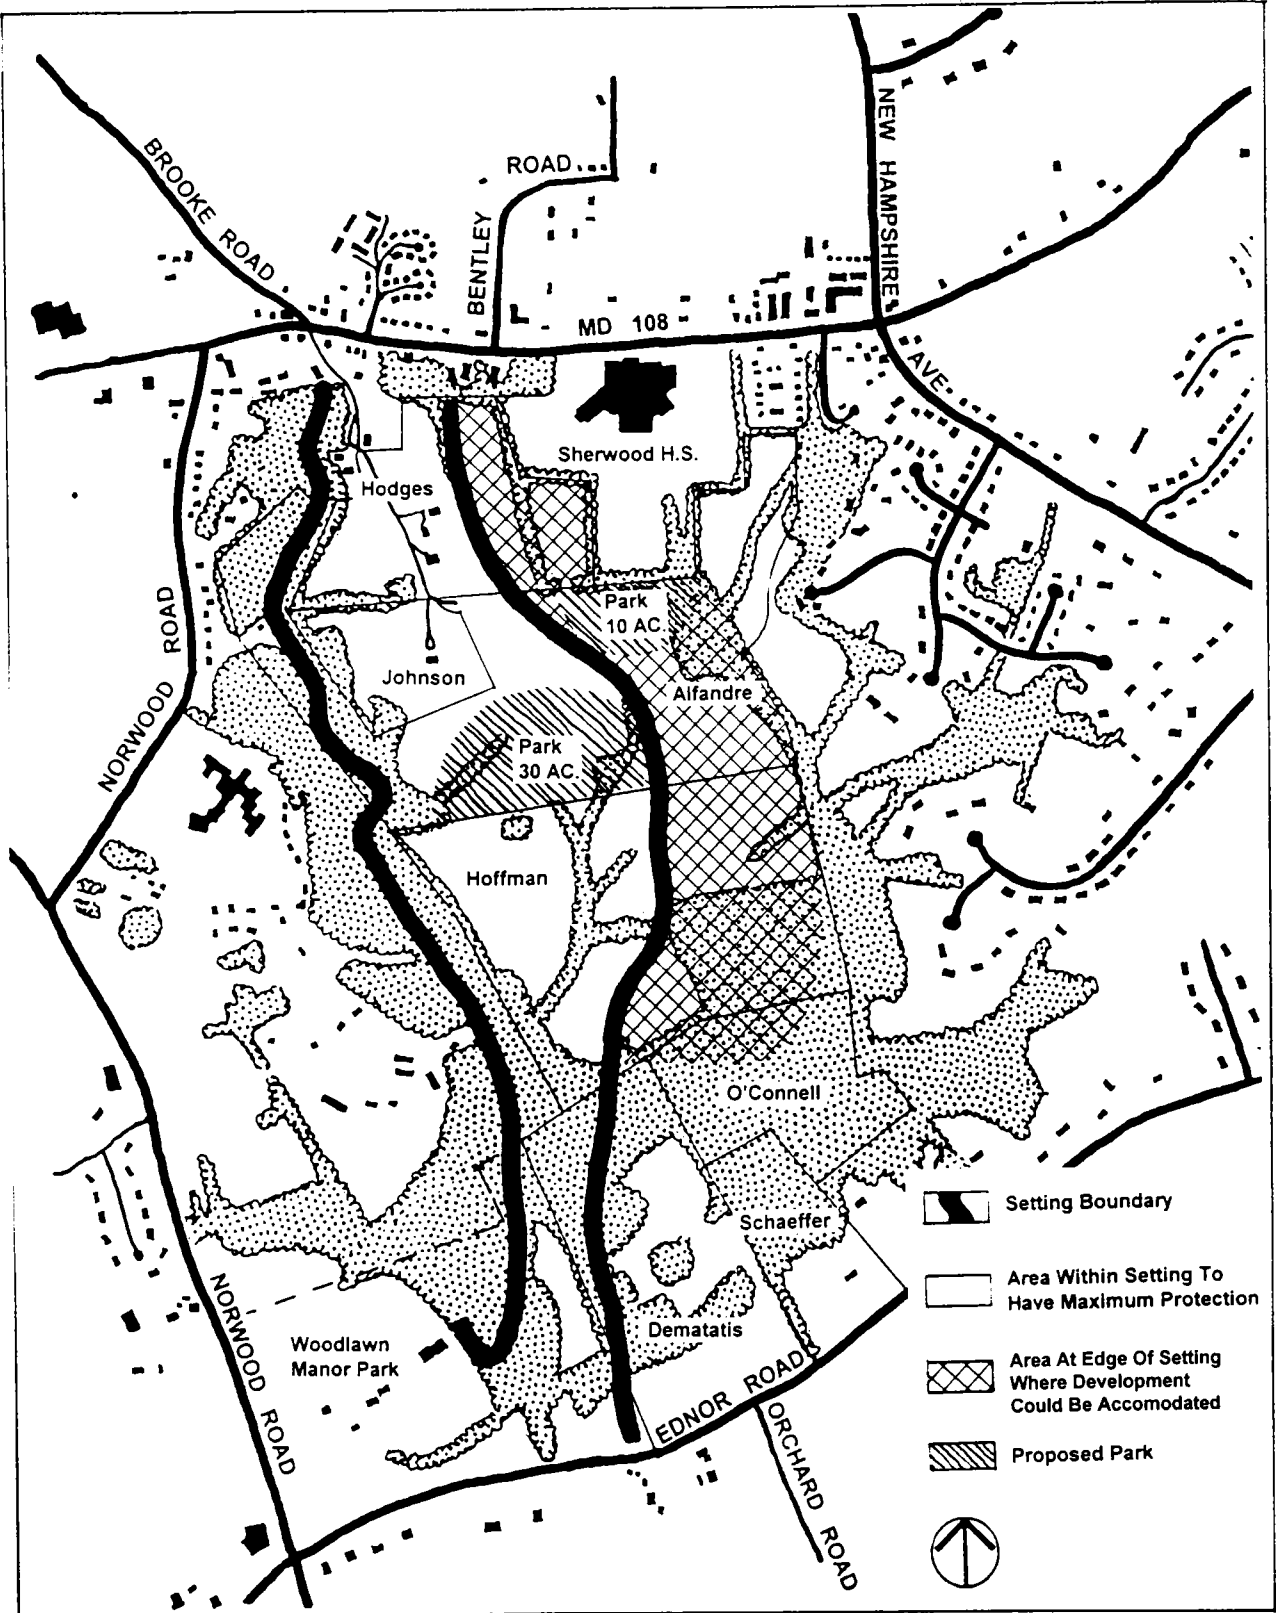 BROOKE ROAD
ROAD
BENTLEY
NEW HAMPSHIRE
AVE
MD 108
Sherwood H.S.
Hodges
NORWOOD ROAD
Park
10 AC.
Johnson
Alfandre
Park
30 AC.
Hoffman
O'Connell
Schaeffer
Dematatis
Woodlawn
Manor Park
NORWOOD ROAD
EDNOR ROAD
ORCHARD ROAD
Setting Boundary
Area Within Setting To
Have Maximum Protection
Area At Edge Of Setting
Where Development
Could Be Accomodated
Proposed Park